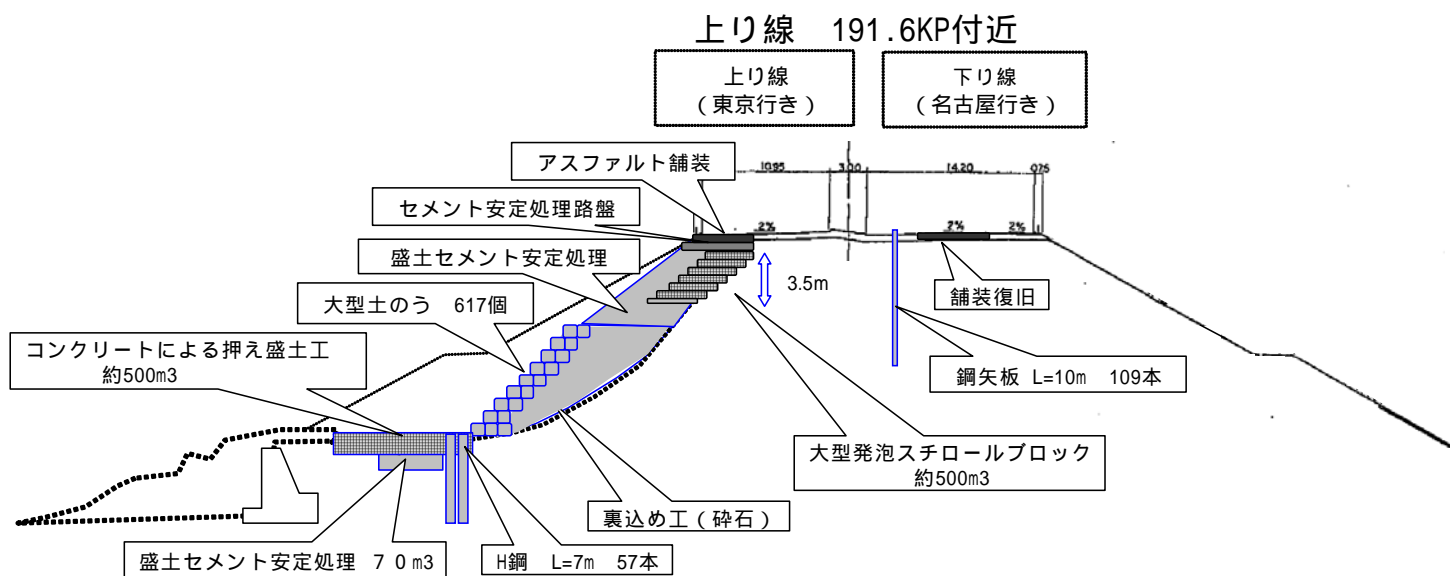 上り線　191.6KP付近
上り線
（東京行き）
下り線
（名古屋行き）
アスファルト舗装
10.95
3.00
14.20
0.75
セメント安定処理路盤
2%
2%
2%
盛土セメント安定処理
3.5m
舗装復旧
大型土のう　617個
コンクリートによる押え盛土工
約500m3
鋼矢板 L=10m　109本
大型発泡スチロールブロック
約500m3
裏込め工（砕石）
盛土セメント安定処理　７０m3
H鋼　L=7m　57本